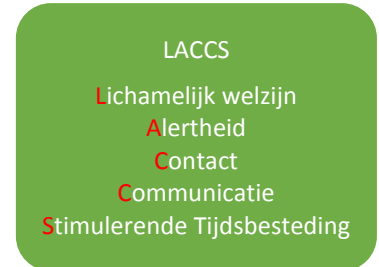 LACCS
Lichamelijk welzijn
Alertheid
Contact
Communicatie
Stimulerende Tijdsbesteding